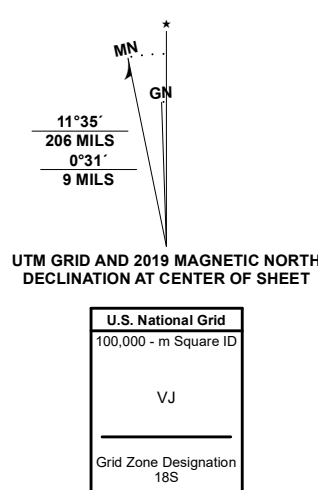 ★
MN
GN
11°35´
206 MILS
0°31´
9 MILS
UTM GRID AND 2019 MAGNETIC NORTH
DECLINATION AT CENTER OF SHEET
U.S. National Grid
100,000 - m Square ID
VJ
Grid Zone Designation
18S